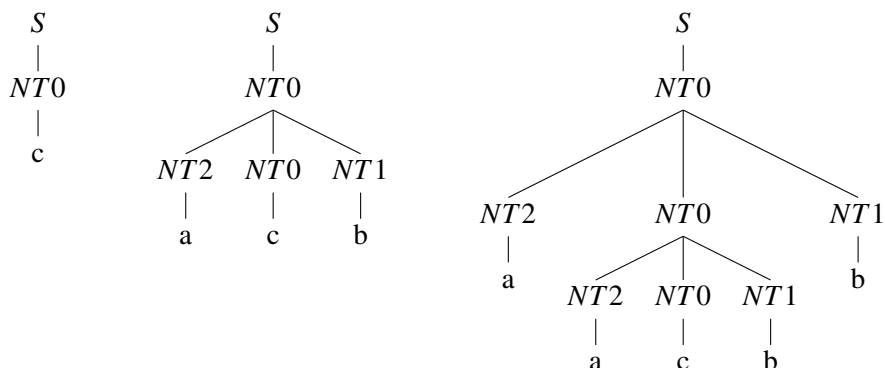 S S S
NT0 NT0 NT0
c NT2 NT0 NT1
a c b
NT2 NT0 NT1
a NT2 NT0 NT1 b
a c b